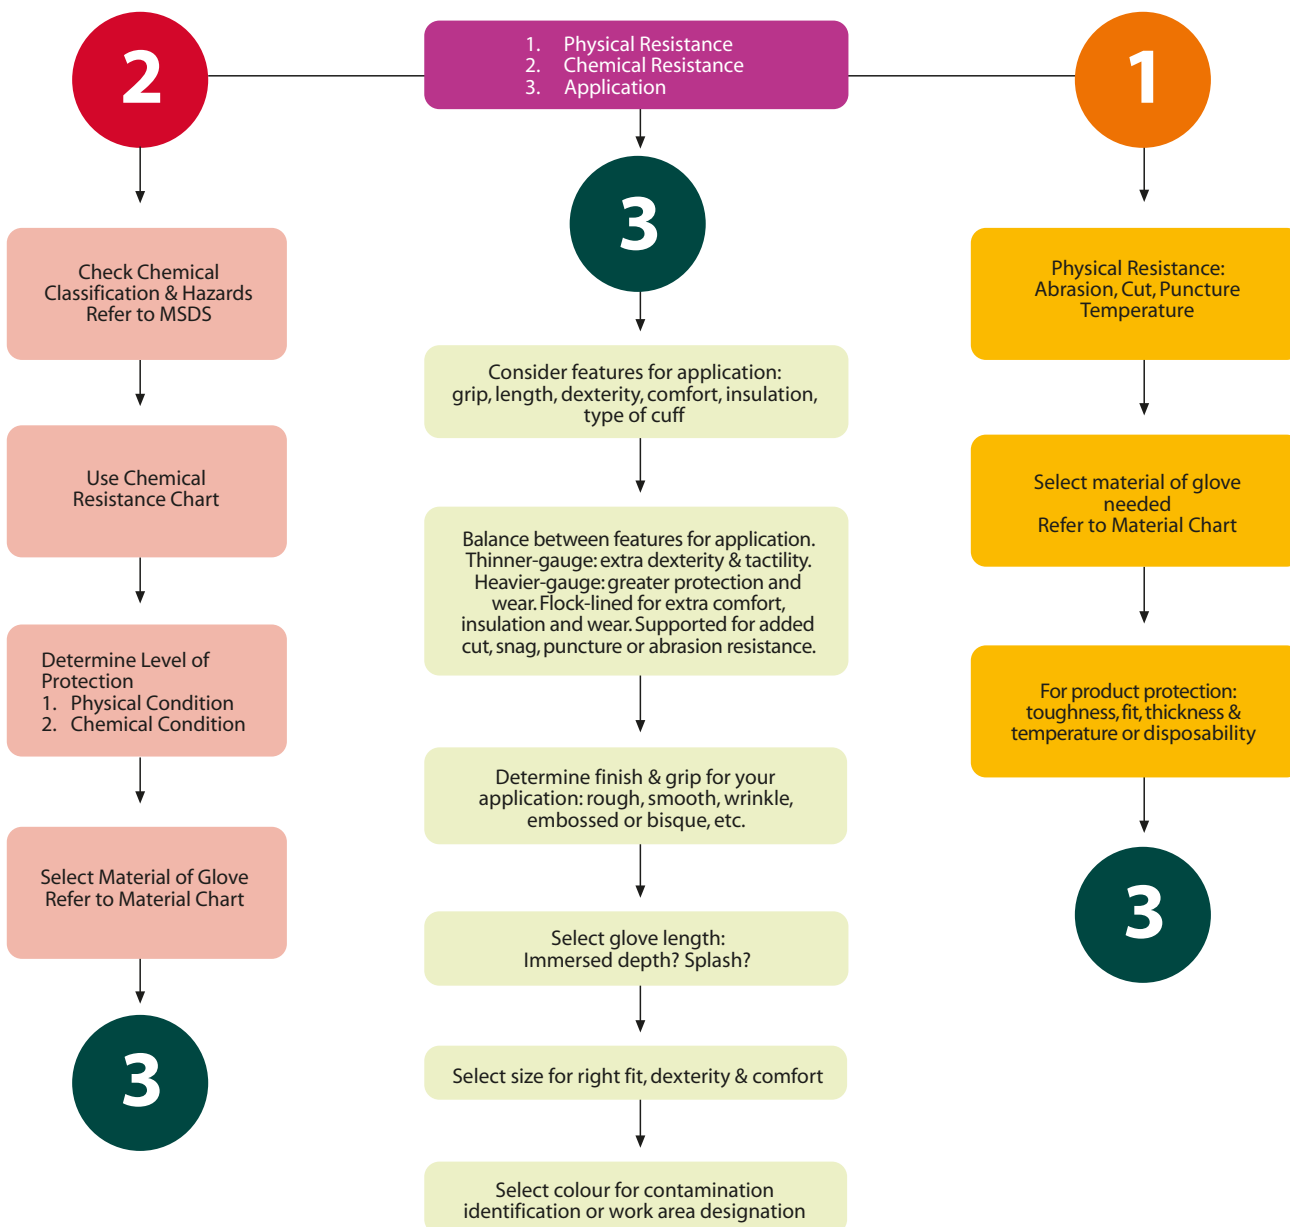 2
1. Physical Resistance
2. Chemical Resistance
3. Application
1
3
Check Chemical
Classification & Hazards
Refer to MSDS
Use Chemical
Resistance Chart
Determine Level of
Protection
1. Physical Condition
2. Chemical Condition
Select Material of Glove
Refer to Material Chart
3
Consider features for application:
grip, length, dexterity, comfort, insulation,
type of cuff
Balance between features for application.
Thinner-gauge: extra dexterity & tactility.
Heavier-gauge: greater protection and
wear. Flock-lined for extra comfort,
insulation and wear. Supported for added
cut, snag, puncture or abrasion resistance.
Determine finish & grip for your
application: rough, smooth, wrinkle,
embossed or bisque, etc.
Select glove length:
Immersed depth? Splash?
Select size for right fit, dexterity & comfort
Select colour for contamination
identification or work area designation
Physical Resistance:
Abrasion, Cut, Puncture
Temperature
Select material of glove
needed
Refer to Material Chart
For product protection:
toughness, fit, thickness &
temperature or disposability
3